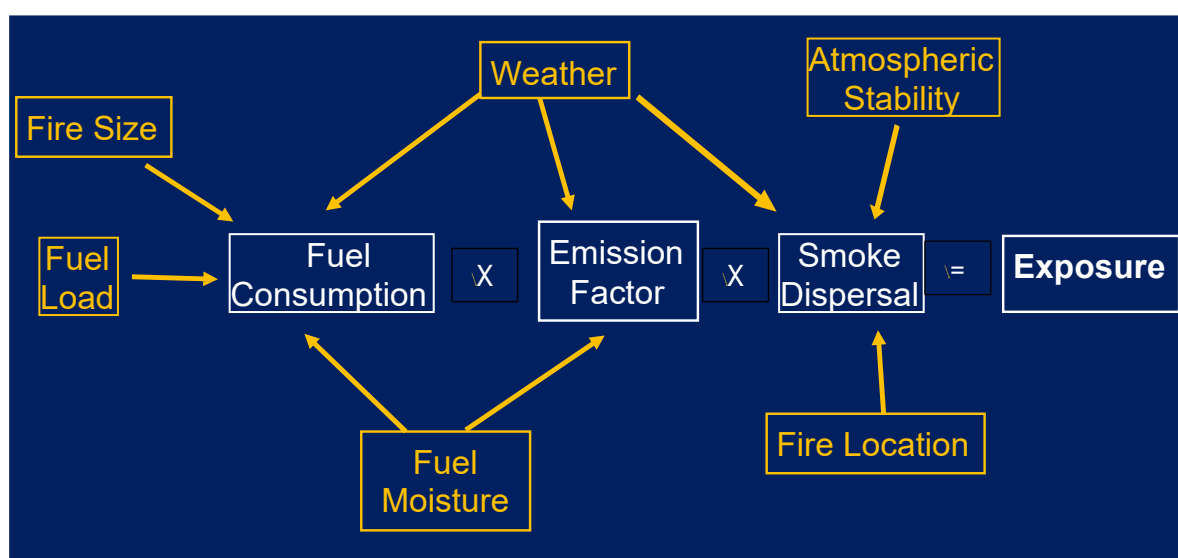 Weather
Atmospheric
Stability
Fire Size
Fuel
Load
Fuel
Consumption
\X
Emission
Factor
\X
Smoke
Dispersal
\=
Exposure
Fuel
Moisture
Fire Location